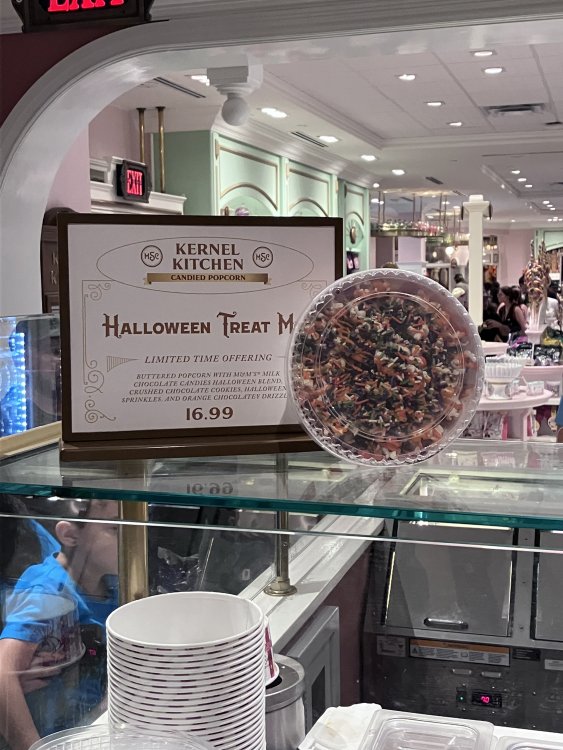 EXIT
EXIT
MSC
KERNEL
KITCHEN
MSC
CANDIED POPCORN
HALLOWEEN TREAT M
LIMITED TIME OFFERING
BUTTERED POPCORN WITH M&M'S® MILK
CHOCOLATE CANDIES HALLOWEEN BLEND,
CRUSHED CHOCOLATE COOKIES, HALLOWEEN
SPRINKLES, AND ORANGE CHOCOLATEY DRIZZL
16.99